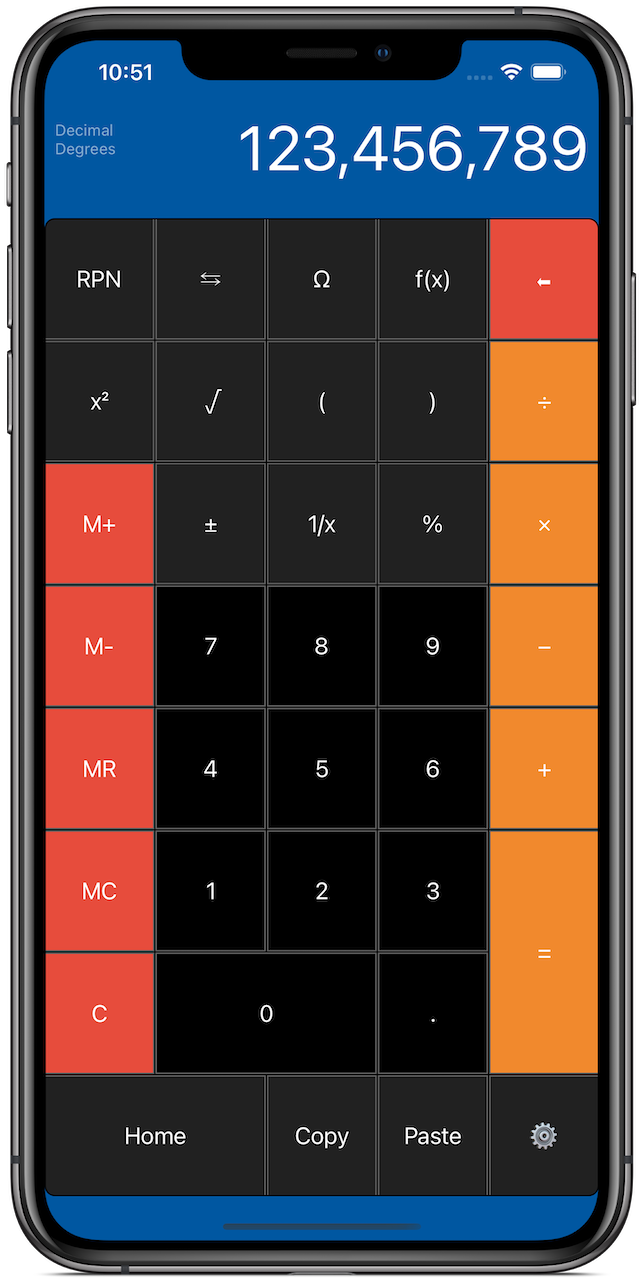 10:51
Decimal
Degrees
123,456,789
RPN ⇆ Ω f(x) ⬅
x² √ ( ) ÷
M+ ± 1/x % ×
M- 7 8 9 −
MR 4 5 6 +
MC 1 2 3
=
C 0 .
Home Copy Paste